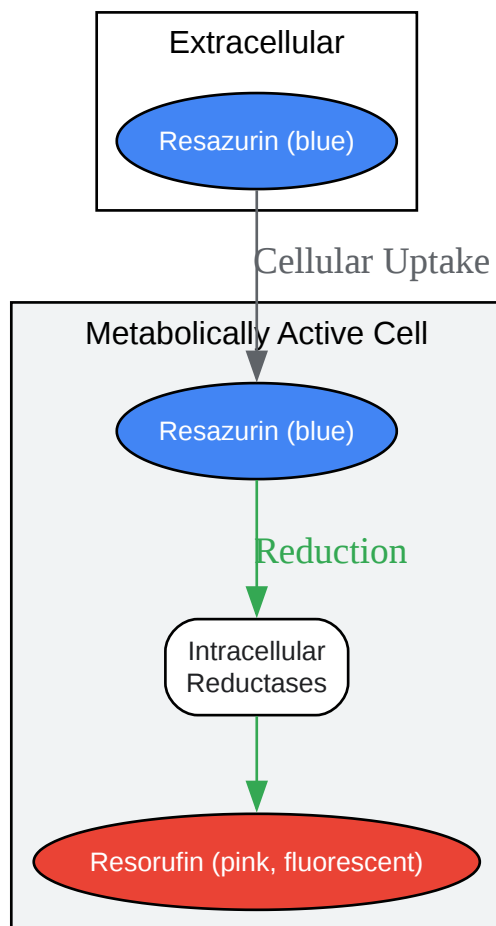 Extracellular
Resazurin (blue)
Cellular Uptake
Metabolically Active Cell
Resazurin (blue)
Reduction
Intracellular
Reductases
Resorufin (pink, fluorescent)